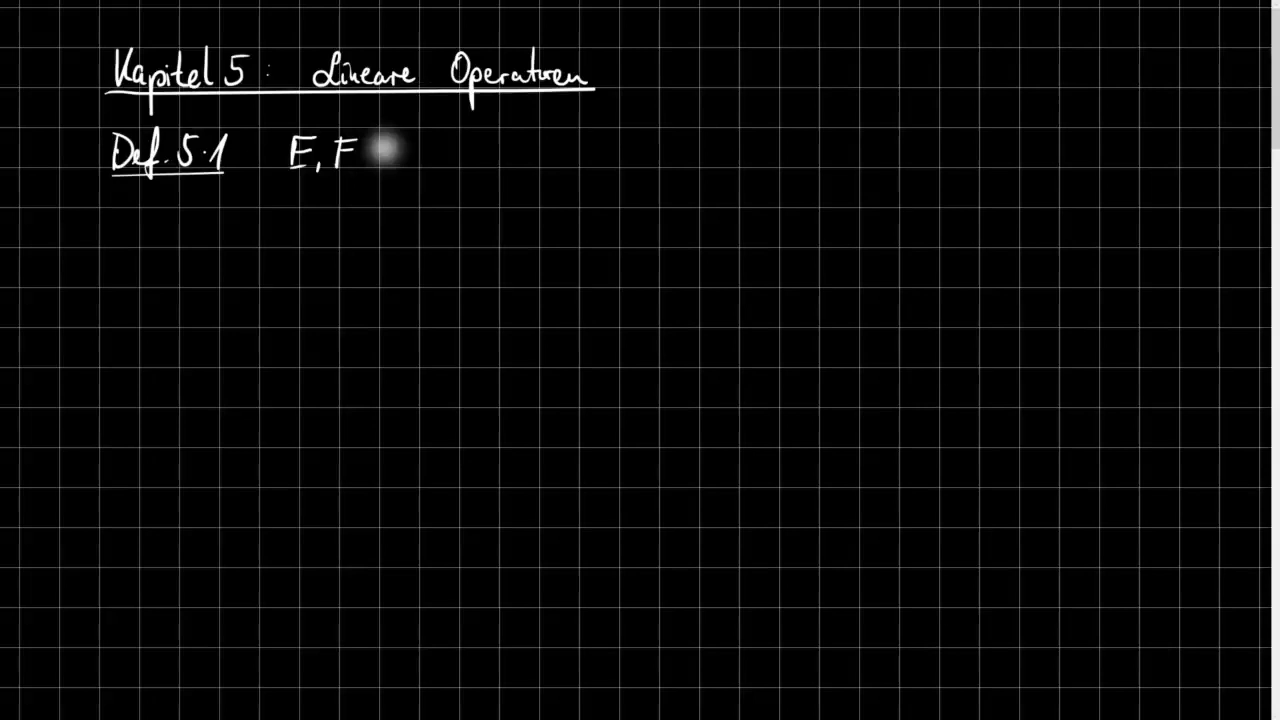 Kapitel 5: Lineare Operatoren
Def. 5.1 E, F